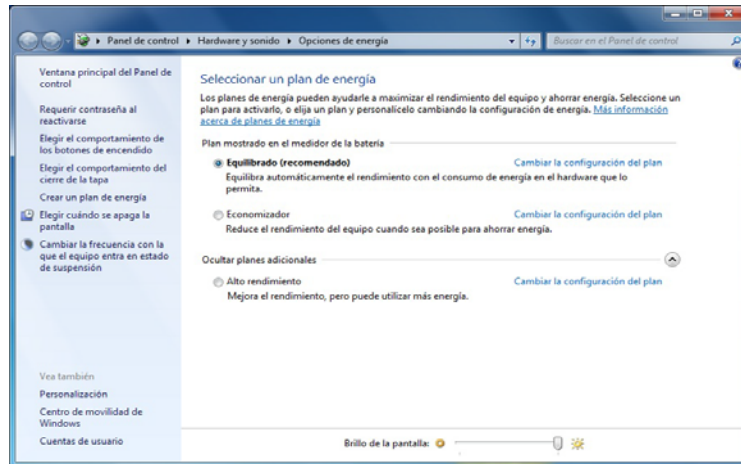 Panel de control ▸ Hardware y sonido ▸ Opciones de energía
Buscar en el Panel de control
Ventana principal del Panel de
control
Requerir contraseña al
reactivarse
Elegir el comportamiento de
los botones de encendido
Elegir el comportamiento del
cierre de la tapa
Crear un plan de energía
Elegir cuándo se apaga la
pantalla
Cambiar la frecuencia con la
que el equipo entra en estado
de suspensión
Vea también
Personalización
Centro de movilidad de
Windows
Cuentas de usuario
Seleccionar un plan de energía
Los planes de energía pueden ayudarle a maximizar el rendimiento del equipo y ahorrar energía. Seleccione un
plan para activarlo, o elija un plan y personalícelo cambiando la configuración de energía. Más información
acerca de planes de energía
Plan mostrado en el medidor de la batería
Equilibrado (recomendado) Cambiar la configuración del plan
Equilibra automáticamente el rendimiento con el consumo de energía en el hardware que lo
permita.
Economizador Cambiar la configuración del plan
Reduce el rendimiento del equipo cuando sea posible para ahorrar energía.
Ocultar planes adicionales
Alto rendimiento Cambiar la configuración del plan
Mejora el rendimiento, pero puede utilizar más energía.
Brillo de la pantalla: